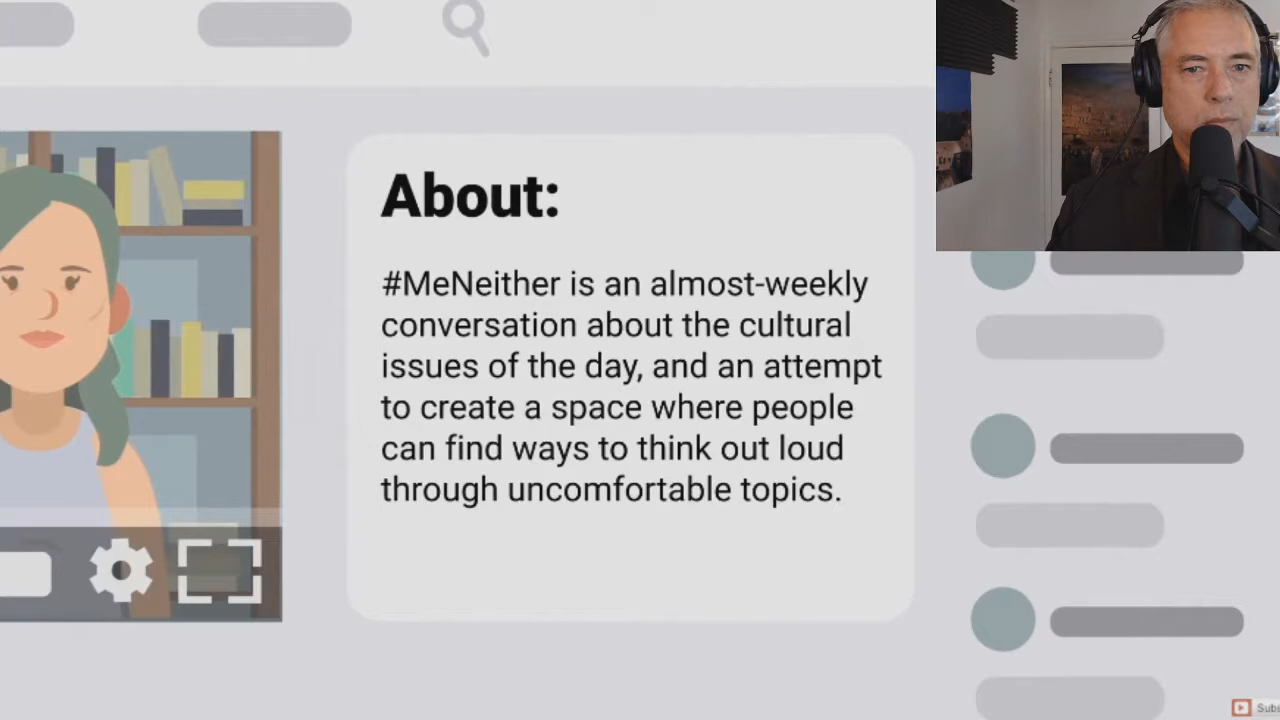 About:
#MeNeither is an almost-weekly
conversation about the cultural
issues of the day, and an attempt
to create a space where people
can find ways to think out loud
through uncomfortable topics.
Subs